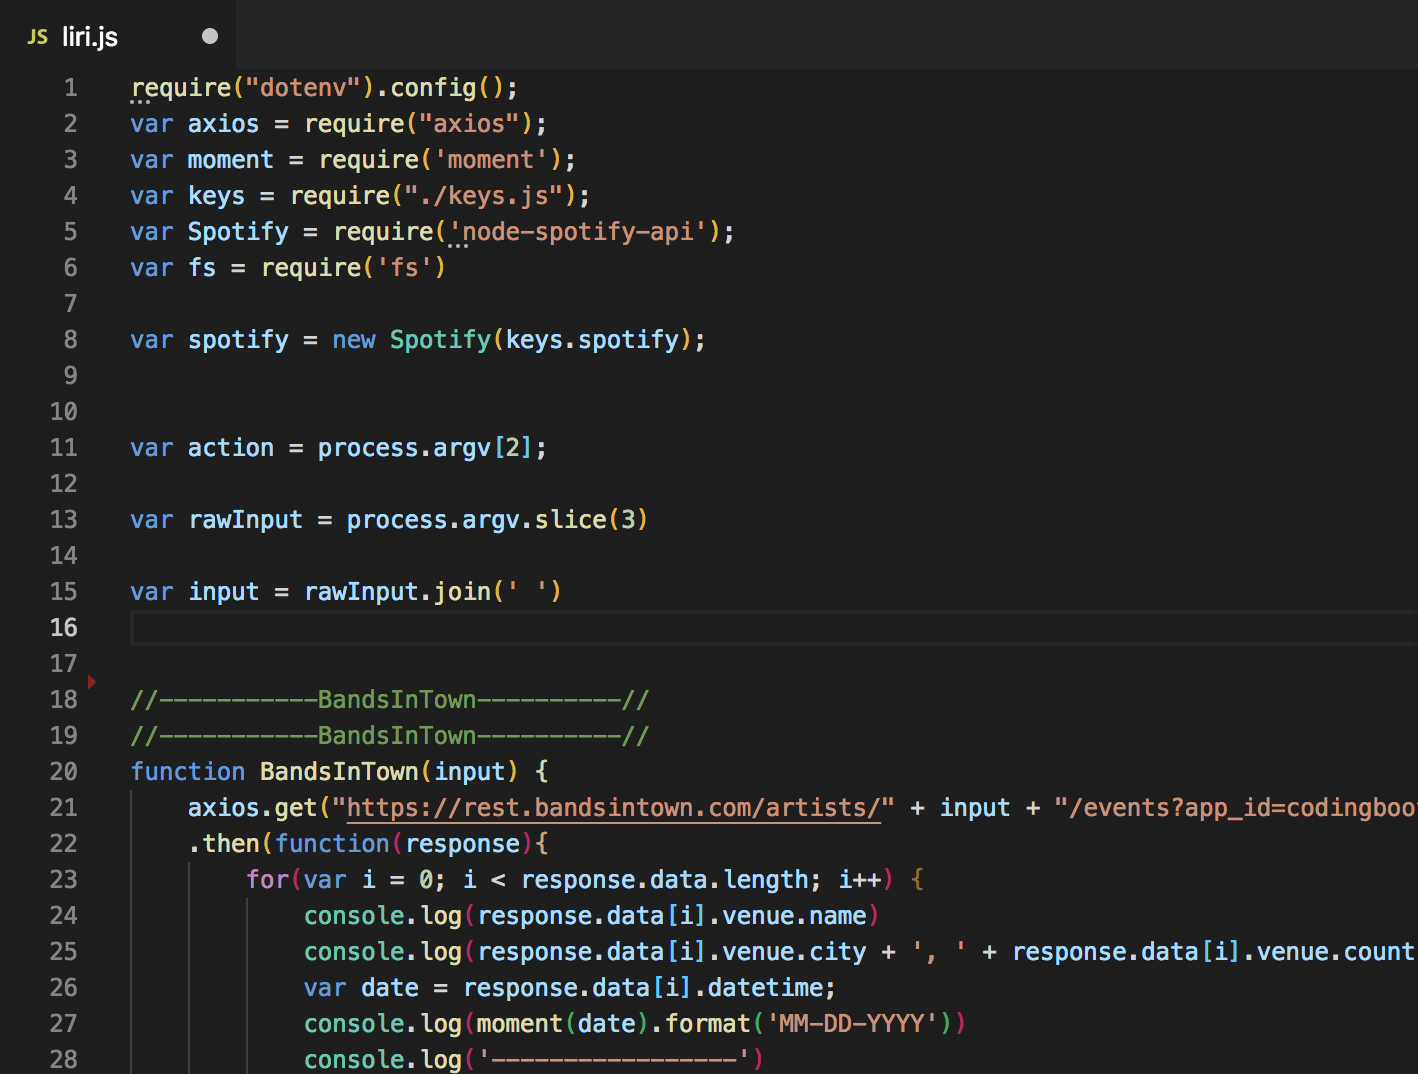 JS liri.js
1 require("dotenv").config();
2 var axios = require("axios");
3 var moment = require('moment');
4 var keys = require("./keys.js");
5 var Spotify = require('node-spotify-api');
6 var fs = require('fs')
7
8 var spotify = new Spotify(keys.spotify);
9
10
11 var action = process.argv[2];
12
13 var rawInput = process.argv.slice(3)
14
15 var input = rawInput.join(' ')
16
17
18 //-----------BandsInTown----------//
19 //-----------BandsInTown----------//
20 function BandsInTown(input) {
21 axios.get("https://rest.bandsintown.com/artists/" + input + "/events?app_id=codingboo
22 .then(function(response){
23 for(var i = 0; i < response.data.length; i++) {
24 console.log(response.data[i].venue.name)
25 console.log(response.data[i].venue.city + ', ' + response.data[i].venue.count
26 var date = response.data[i].datetime;
27 console.log(moment(date).format('MM-DD-YYYY'))
28 console.log('-----------------')